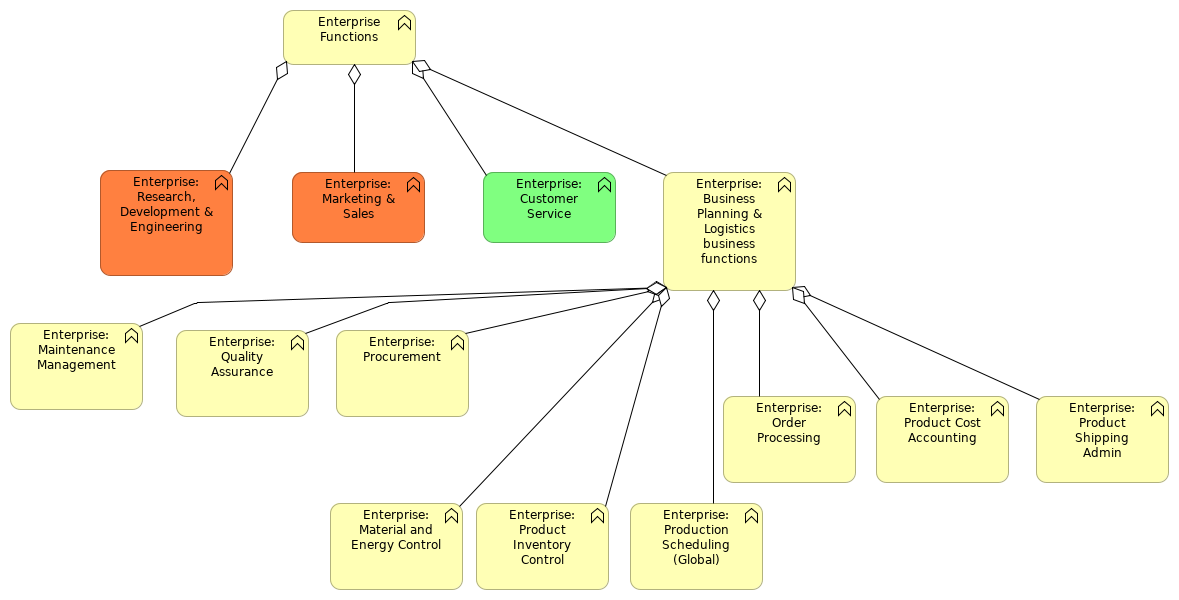 Enterprise
Functions
Enterprise:
Research,
Development &
Engineering
Enterprise:
Marketing &
Sales
Enterprise:
Customer
Service
Enterprise:
Business
Planning &
Logistics
business
functions
Enterprise:
Maintenance
Management
Enterprise:
Quality
Assurance
Enterprise:
Procurement
Enterprise:
Order
Processing
Enterprise:
Product Cost
Accounting
Enterprise:
Product
Shipping
Admin
Enterprise:
Material and
Energy Control
Enterprise:
Product
Inventory
Control
Enterprise:
Production
Scheduling
(Global)